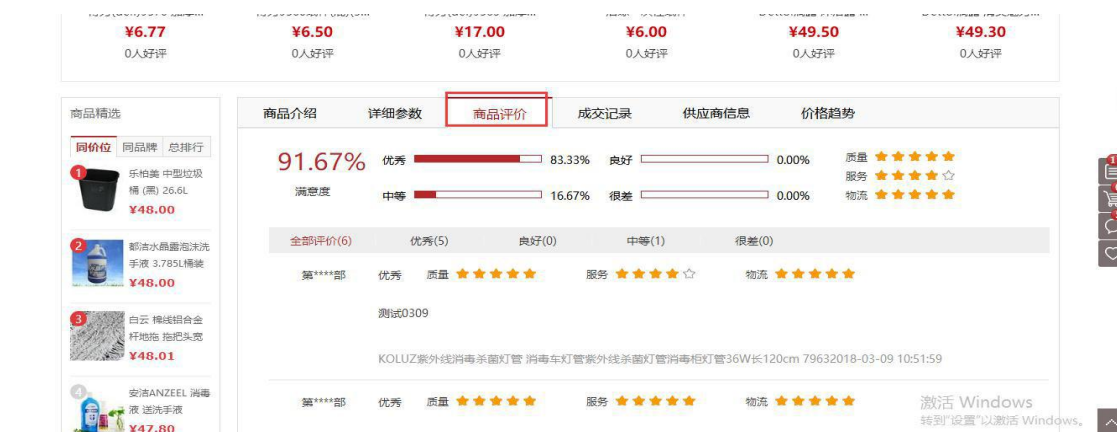 ¥6.77 ¥6.50 ¥17.00 ¥6.00 ¥49.50 ¥49.30
0人好评 0人好评 0人好评 0人好评 0人好评 0人好评
商品精选
同价位 同品牌 总排行
1 乐柏美 中型垃圾
桶 (黑) 26.6L
¥48.00
2 都洁水晶露泡沫洗
手液 3.785L桶装
¥48.00
3 白云 棉线铝合金
杆地拖 拖把头宽
¥48.01
4 安洁ANZEEL 消毒
液 送洗手液
¥47.80
商品介绍 详细参数 商品评价 成交记录 供应商信息 价格趋势
91.67%
满意度
优秀 83.33% 良好 0.00%
中等 16.67% 很差 0.00%
质量
服务
物流
全部评价(6) 优秀(5) 良好(0) 中等(1) 很差(0)
第****部 优秀 质量 服务 物流
测试0309
KOLUZ紫外线消毒杀菌灯管 消毒车灯管紫外线杀菌灯管消毒柜灯管36W长120cm 79632018-03-09 10:51:59
第****部 优秀 质量 服务 物流
激活 Windows
转到"设置"以激活 Windows。